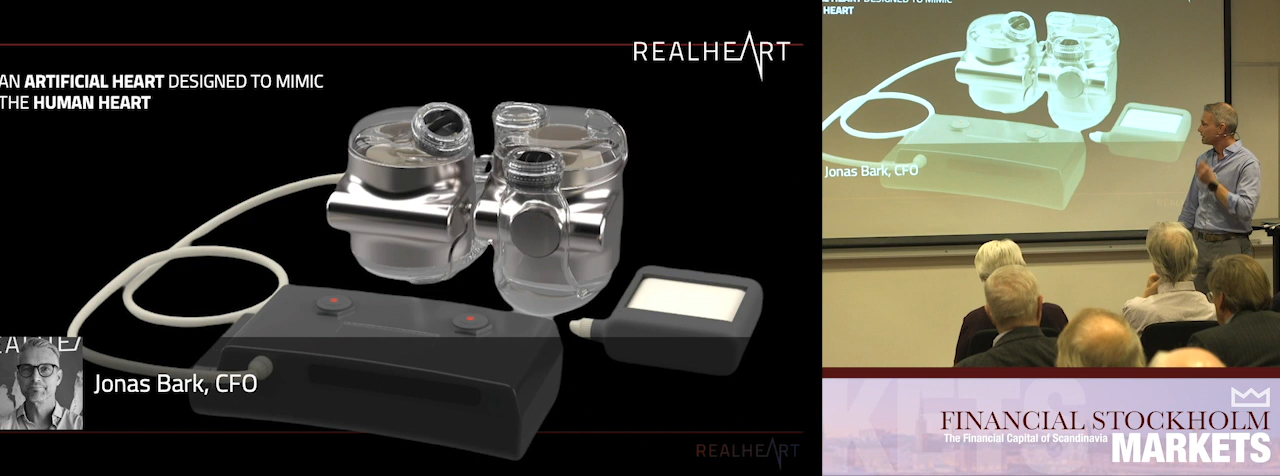 REALHEART
AN ARTIFICIAL HEART DESIGNED TO MIMIC
THE HUMAN HEART
Jonas Bark, CFO
REALHEART
HEART DESIGNED TO MIMIC
HEART
Jonas Bark, CFO
FINANCIAL STOCKHOLM
The Financial Capital of Scandinavia
MARKETS